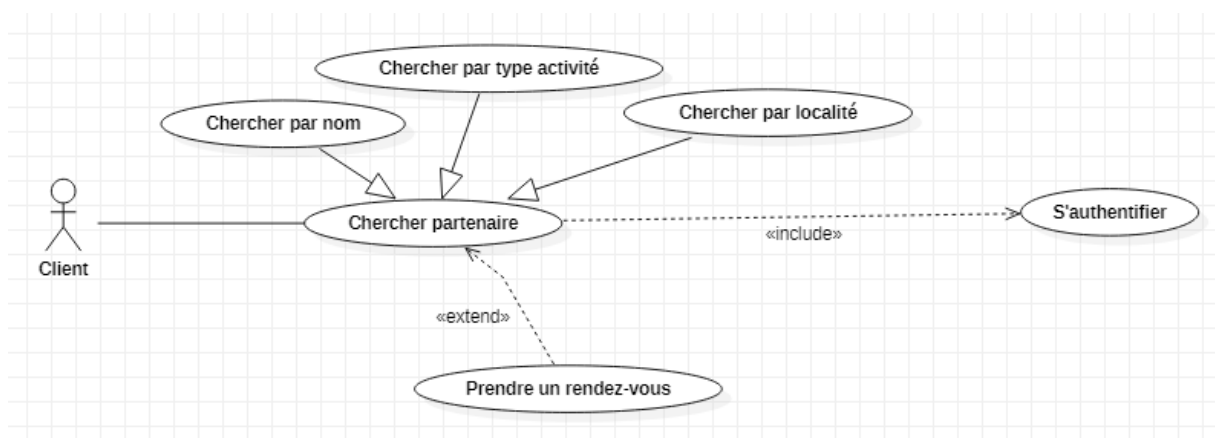 Chercher par type activité
Chercher par nom
Chercher par localité
Chercher partenaire
S'authentifier
«include»
Client
«extend»
Prendre un rendez-vous